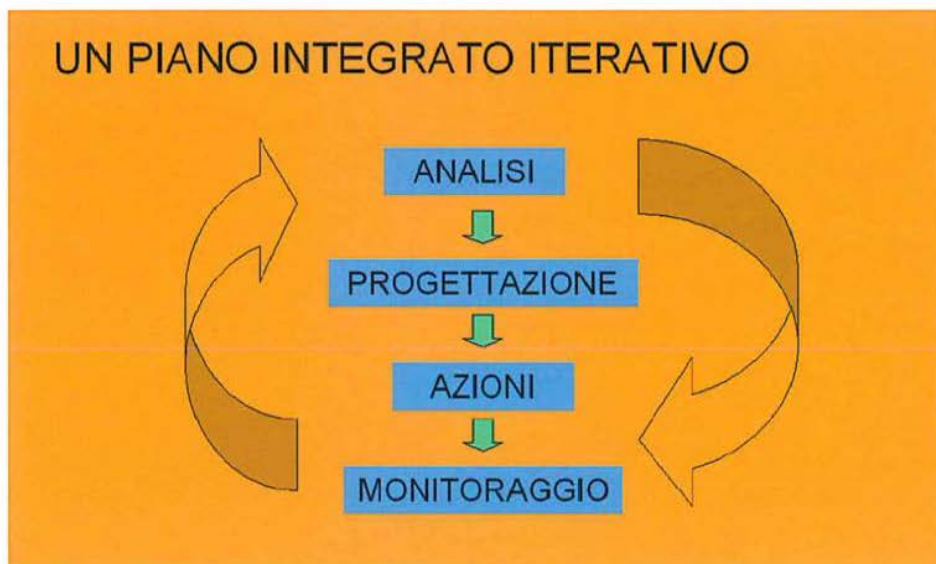 UN PIANO INTEGRATO ITERATIVO
ANALISI
PROGETTAZIONE
AZIONI
MONITORAGGIO